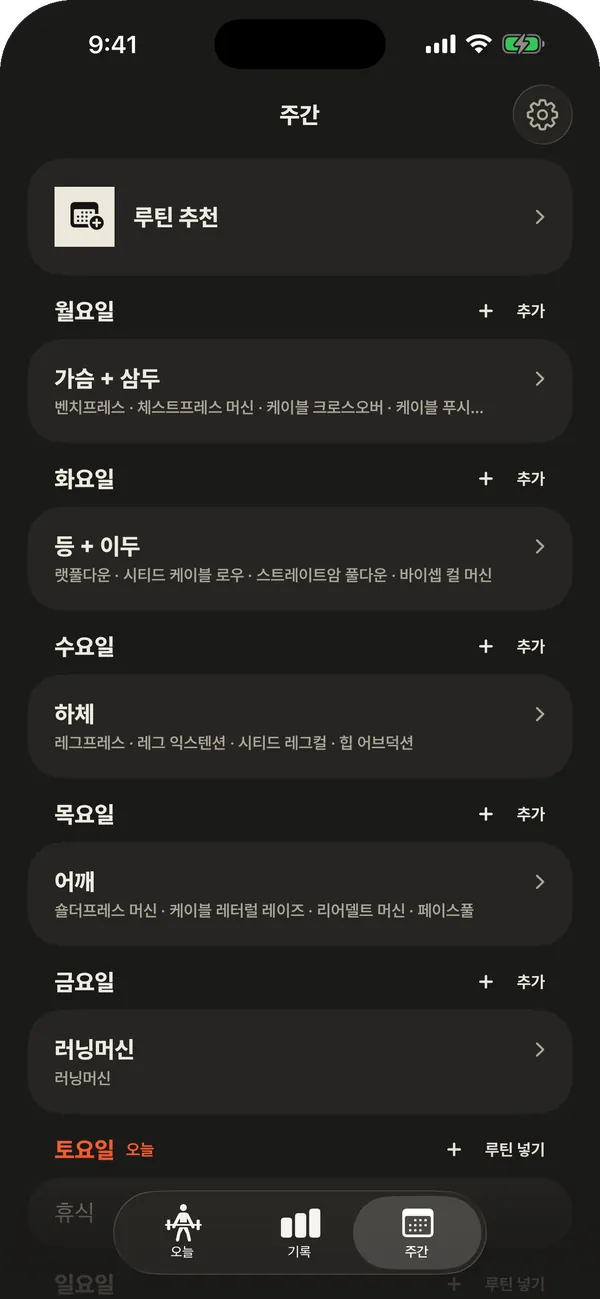 9:41
주간
루틴 추천
월요일 + 추가
가슴 + 삼두
벤치프레스 · 체스트프레스 머신 · 케이블 크로스오버 · 케이블 푸시...
화요일 + 추가
등 + 이두
랫풀다운 · 시티드 케이블 로우 · 스트레이트암 풀다운 · 바이셉 컬 머신
수요일 + 추가
하체
레그프레스 · 레그 익스텐션 · 시티드 레그컬 · 힙 어브덕션
목요일 + 추가
어깨
숄더프레스 머신 · 케이블 레터럴 레이즈 · 리어델트 머신 · 페이스풀
금요일 + 추가
러닝머신
러닝머신
토요일 오늘 + 루틴 넣기
휴식
오늘 기록 주간
일요일 + 루틴 넣기